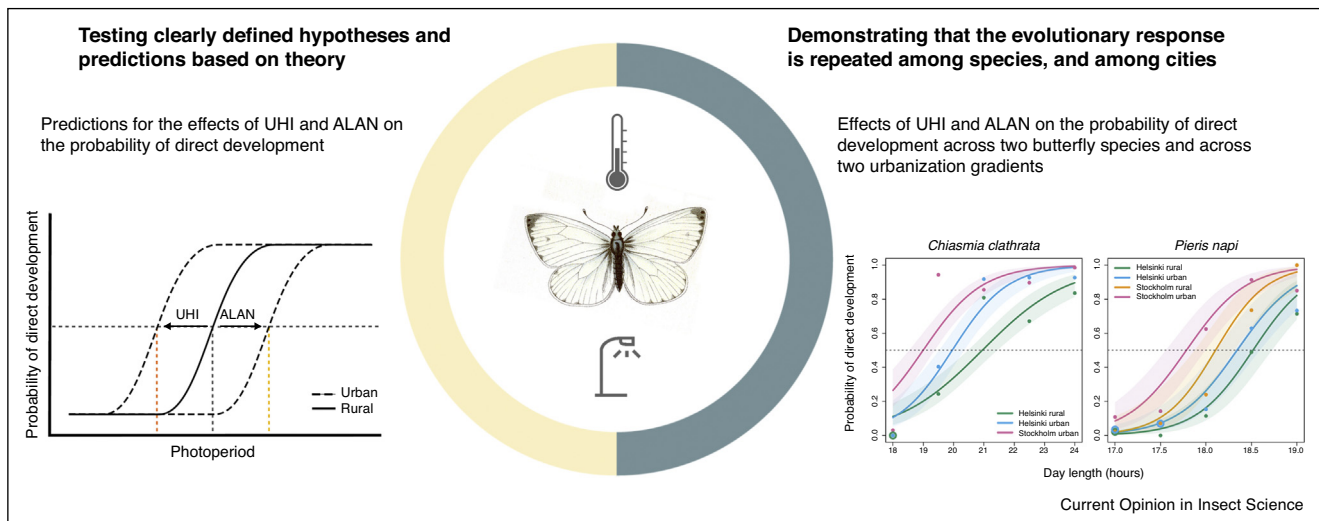 Testing clearly defined hypotheses and
predictions based on theory
Predictions for the effects of UHI and ALAN on
the probability of direct development
Probability of direct development
UHI
ALAN
Urban
Rural
Photoperiod
Demonstrating that the evolutionary response
is repeated among species, and among cities
Effects of UHI and ALAN on the probability of direct
development across two butterfly species and across
two urbanization gradients
Chiasmia clathrata
Probability of direct development
1.0
0.8
0.6
0.4
0.2
0.0
Helsinki rural
Helsinki urban
Stockholm urban
18 19 20 21 22 23 24
Pieris napi
1.0
0.8
0.6
0.4
0.2
0.0
Helsinki rural
Helsinki urban
Stockholm rural
Stockholm urban
17.0 17.5 18.0 18.5 19.0
Day length (hours)
Current Opinion in Insect Science